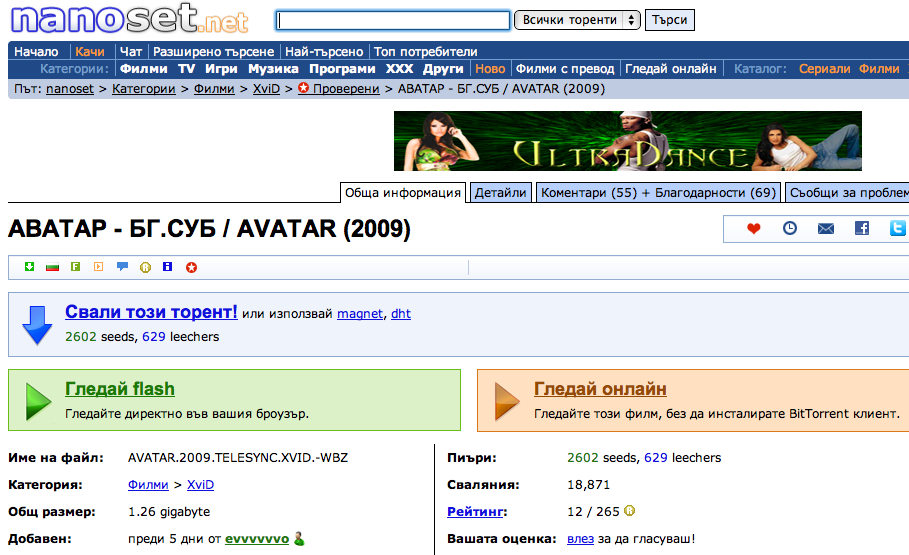 nanoset.net
Всички торенти Търси
Начало Качи Чат Разширено търсене Най-търсено Топ потребители
Категории: Филми TV Игри Музика Програми XXX Други Ново Филми с превод Гледай онлайн Каталог: Сериали Филми
Път: nanoset > Категории > Филми > XviD > Проверени > АВАТАР - БГ.СУБ / AVATAR (2009)
ULTRADANCE
Обща информация Детайли Коментари (55) + Благодарности (69) Съобщи за проблем
АВАТАР - БГ.СУБ / AVATAR (2009)
Свали този торент! или използвай magnet, dht
2602 seeds, 629 leechers
Гледай flash
Гледайте директно във вашия броузър.
Гледай онлайн
Гледайте този филм, без да инсталирате BitTorrent клиент.
Име на файл: AVATAR.2009.TELESYNC.XVID.-WBZ
Категория: Филми > XviD
Общ размер: 1.26 gigabyte
Добавен: преди 5 дни от evvvvvvo
Пиъри: 2602 seeds, 629 leechers
Сваляния: 18,871
Рейтинг: 12 / 265
Вашата оценка: влез за да гласуваш!